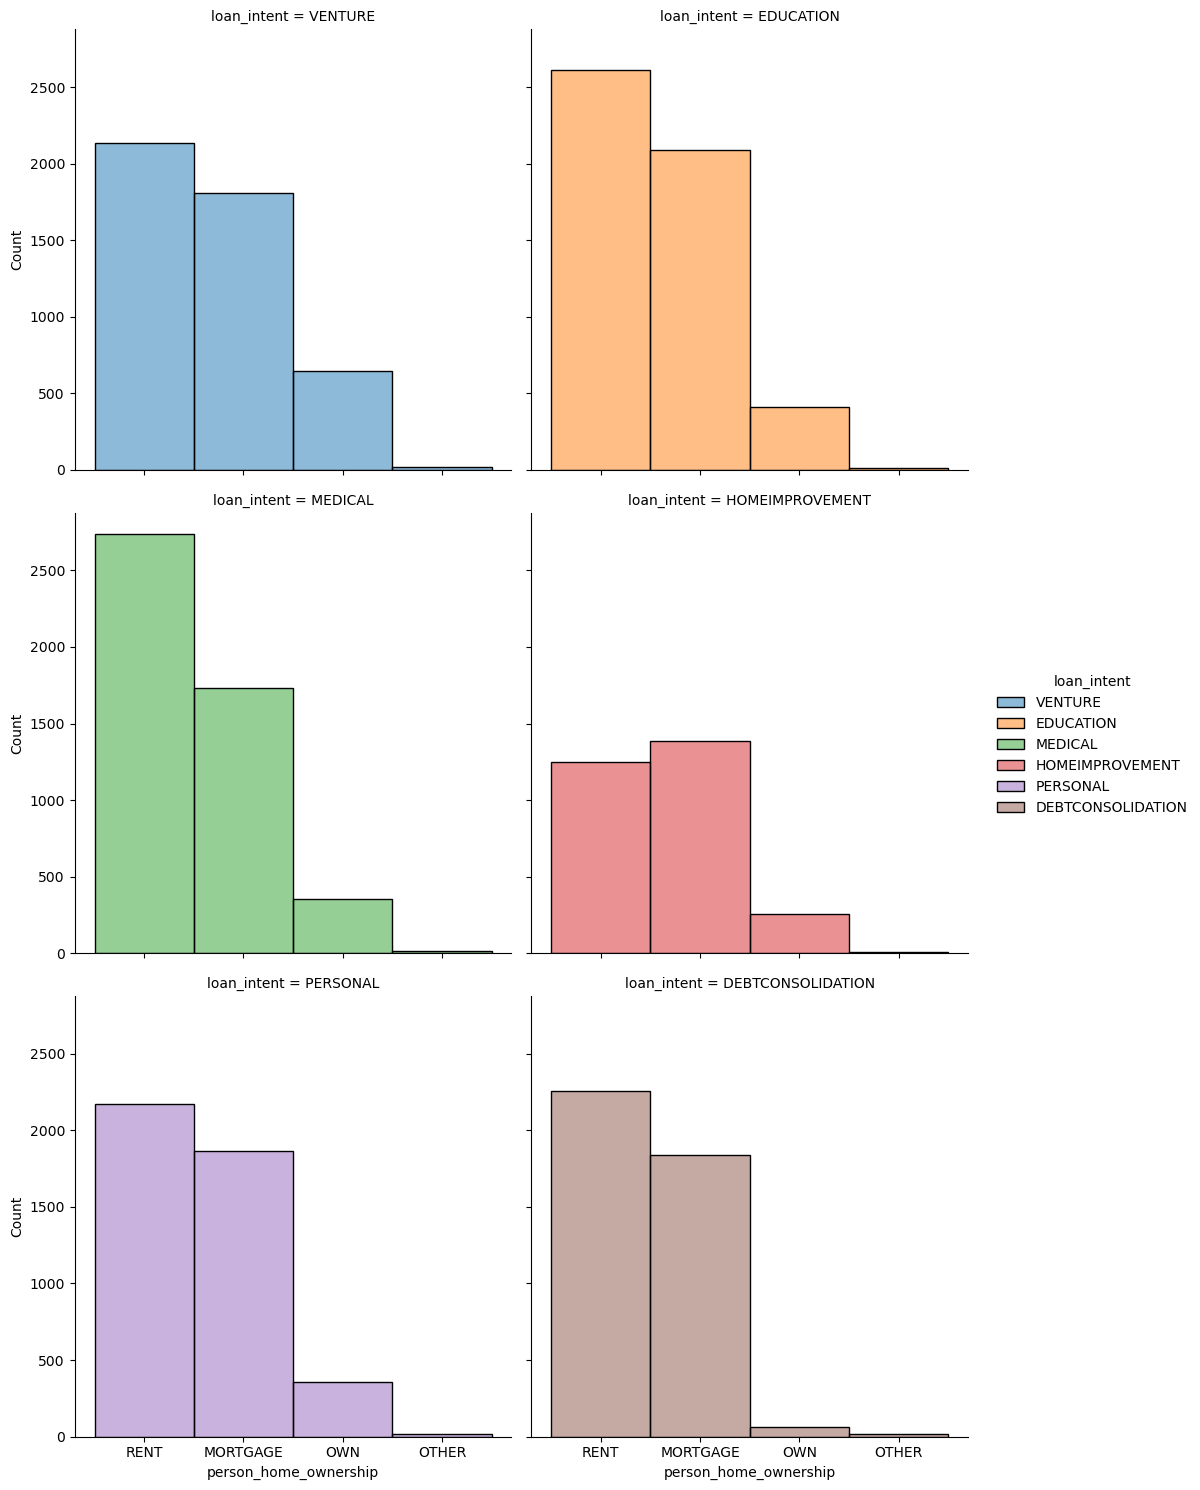 loan_intent = VENTURE
loan_intent = EDUCATION
2500
2000
1500
1000
500
0
Count
loan_intent = MEDICAL
loan_intent = HOMEIMPROVEMENT
2500
2000
1500
1000
500
0
Count
loan_intent
VENTURE
EDUCATION
MEDICAL
HOMEIMPROVEMENT
PERSONAL
DEBTCONSOLIDATION
loan_intent = PERSONAL
loan_intent = DEBTCONSOLIDATION
2500
2000
1500
1000
500
0
Count
RENT MORTGAGE OWN OTHER
person_home_ownership
RENT MORTGAGE OWN OTHER
person_home_ownership